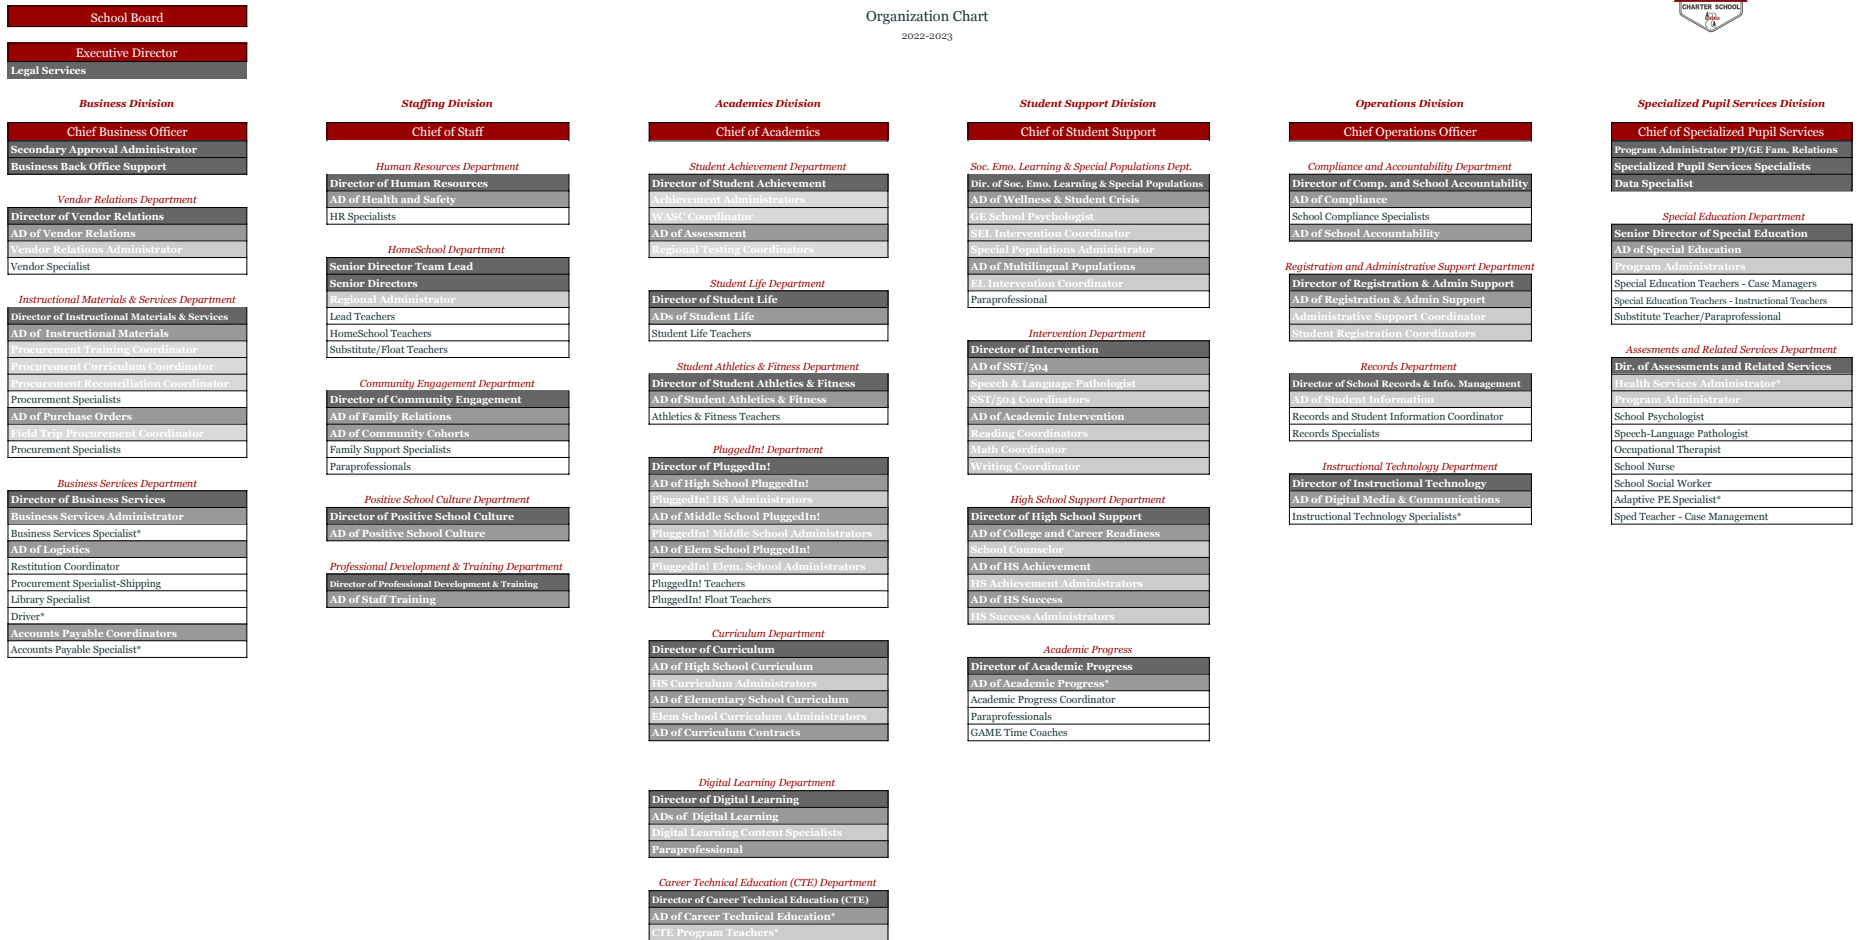 School Board
Organization Chart
2022-2023
CHARTER SCHOOL
Executive Director
Legal Services
Business Division
Chief Business Officer
Secondary Approval Administrator
Business Back Office Support
Vendor Relations Department
Director of Vendor Relations
AD of Vendor Relations
Vendor Relations Administrator
Vendor Specialist
Instructional Materials & Services Department
Director of Instructional Materials & Services
AD of  Instructional Materials
Procurement Training Coordinator
Procurement Curriculum Coordinator
Procurement Reconciliation Coordinator
Procurement Specialists
AD of Purchase Orders
Field Trip Procurement Coordinator
Procurement Specialists
Business Services Department
Director of Business Services
Business Services Administrator
Business Services Specialist*
AD of Logistics
Restitution Coordinator
Procurement Specialist-Shipping
Library Specialist
Driver*
Accounts Payable Coordinators
Accounts Payable Specialist*
Staffing Division
Chief of Staff
Human Resources Department
Director of Human Resources
AD of Health and Safety
HR Specialists
HomeSchool Department
Senior Director Team Lead
Senior Directors
Regional Administrator
Lead Teachers
HomeSchool Teachers
Substitute/Float Teachers
Community Engagement Department
Director of Community Engagement
AD of Family Relations
AD of Community Cohorts
Family Support Specialists
Paraprofessionals
Positive School Culture Department
Director of Positive School Culture
AD of Positive School Culture
Professional Development & Training Department
Director of Professional Development & Training
AD of Staff Training
Academics Division
Chief of Academics
Student Achievement Department
Director of Student Achievement
Achievement Administrators
WASC Coordinator
AD of Assessment
Regional Testing Coordinators
Student Life Department
Director of Student Life
ADs of Student Life
Student Life Teachers
Student Athletics & Fitness Department
Director of Student Athletics & Fitness
AD of Student Athletics & Fitness
Athletics & Fitness Teachers
PluggedIn! Department
Director of PluggedIn!
AD of High School PluggedIn!
PluggedIn! HS Administrators
AD of Middle School PluggedIn!
PluggedIn! Middle School Administrators
AD of Elem School PluggedIn!
PluggedIn! Elem. School Administrators
PluggedIn! Teachers
PluggedIn! Float Teachers
Curriculum Department
Director of Curriculum
AD of High School Curriculum
HS Curriculum Administrators
AD of Elementary School Curriculum
Elem School Curriculum Administrators
AD of Curriculum Contracts
Digital Learning Department
Director of Digital Learning
ADs of  Digital Learning
Digital Learning Content Specialists
Paraprofessional
Career Technical Education (CTE) Department
Director of Career Technical Education (CTE)
AD of Career Technical Education*
CTE Program Teachers*
Student Support Division
Chief of Student Support
Soc. Emo. Learning & Special Populations Dept.
Dir. of Soc. Emo. Learning & Special Populations
AD of Wellness & Student Crisis
GE School Psychologist
SEL Intervention Coordinator
Special Populations Administrator
AD of Multilingual Populations
EL Intervention Coordinator
Paraprofessional
Intervention Department
Director of Intervention
AD of SST/504
Speech & Language Pathologist
SST/504 Coordinators
AD of Academic Intervention
Reading Coordinators
Math Coordinator
Writing Coordinator
High School Support Department
Director of High School Support
AD of College and Career Readiness
School Counselor
AD of HS Achievement
HS Achievement Administrators
AD of HS Success
HS Success Administrators
Academic Progress
Director of Academic Progress
AD of Academic Progress*
Academic Progress Coordinator
Paraprofessionals
GAME Time Coaches
Operations Division
Chief Operations Officer
Compliance and Accountability Department
Director of Comp. and School Accountability
AD of Compliance
School Compliance Specialists
AD of School Accountability
Registration and Administrative Support Department
Director of Registration & Admin Support
AD of Registration & Admin Support
Administrative Support Coordinator
Student Registration Coordinators
Records Department
Director of School Records & Info. Management
AD of Student Information
Records and Student Information Coordinator
Records Specialists
Instructional Technology Department
Director of Instructional Technology
AD of Digital Media & Communications
Instructional Technology Specialists*
Specialized Pupil Services Division
Chief of Specialized Pupil Services
Program Administrator PD/GE Fam. Relations
Specialized Pupil Services Specialists
Data Specialist
Special Education Department
Senior Director of Special Education
AD of Special Education
Program Administrators
Special Education Teachers - Case Managers
Special Education Teachers - Instructional Teachers
Substitute Teacher/Paraprofessional
Assesments and Related Services Department
Dir. of Assessments and Related Services
Health Services Administrator*
Program Administrator
School Psychologist
Speech-Language Pathologist
Occupational Therapist
School Nurse
School Social Worker
Adaptive PE Specialist*
Sped Teacher - Case Management